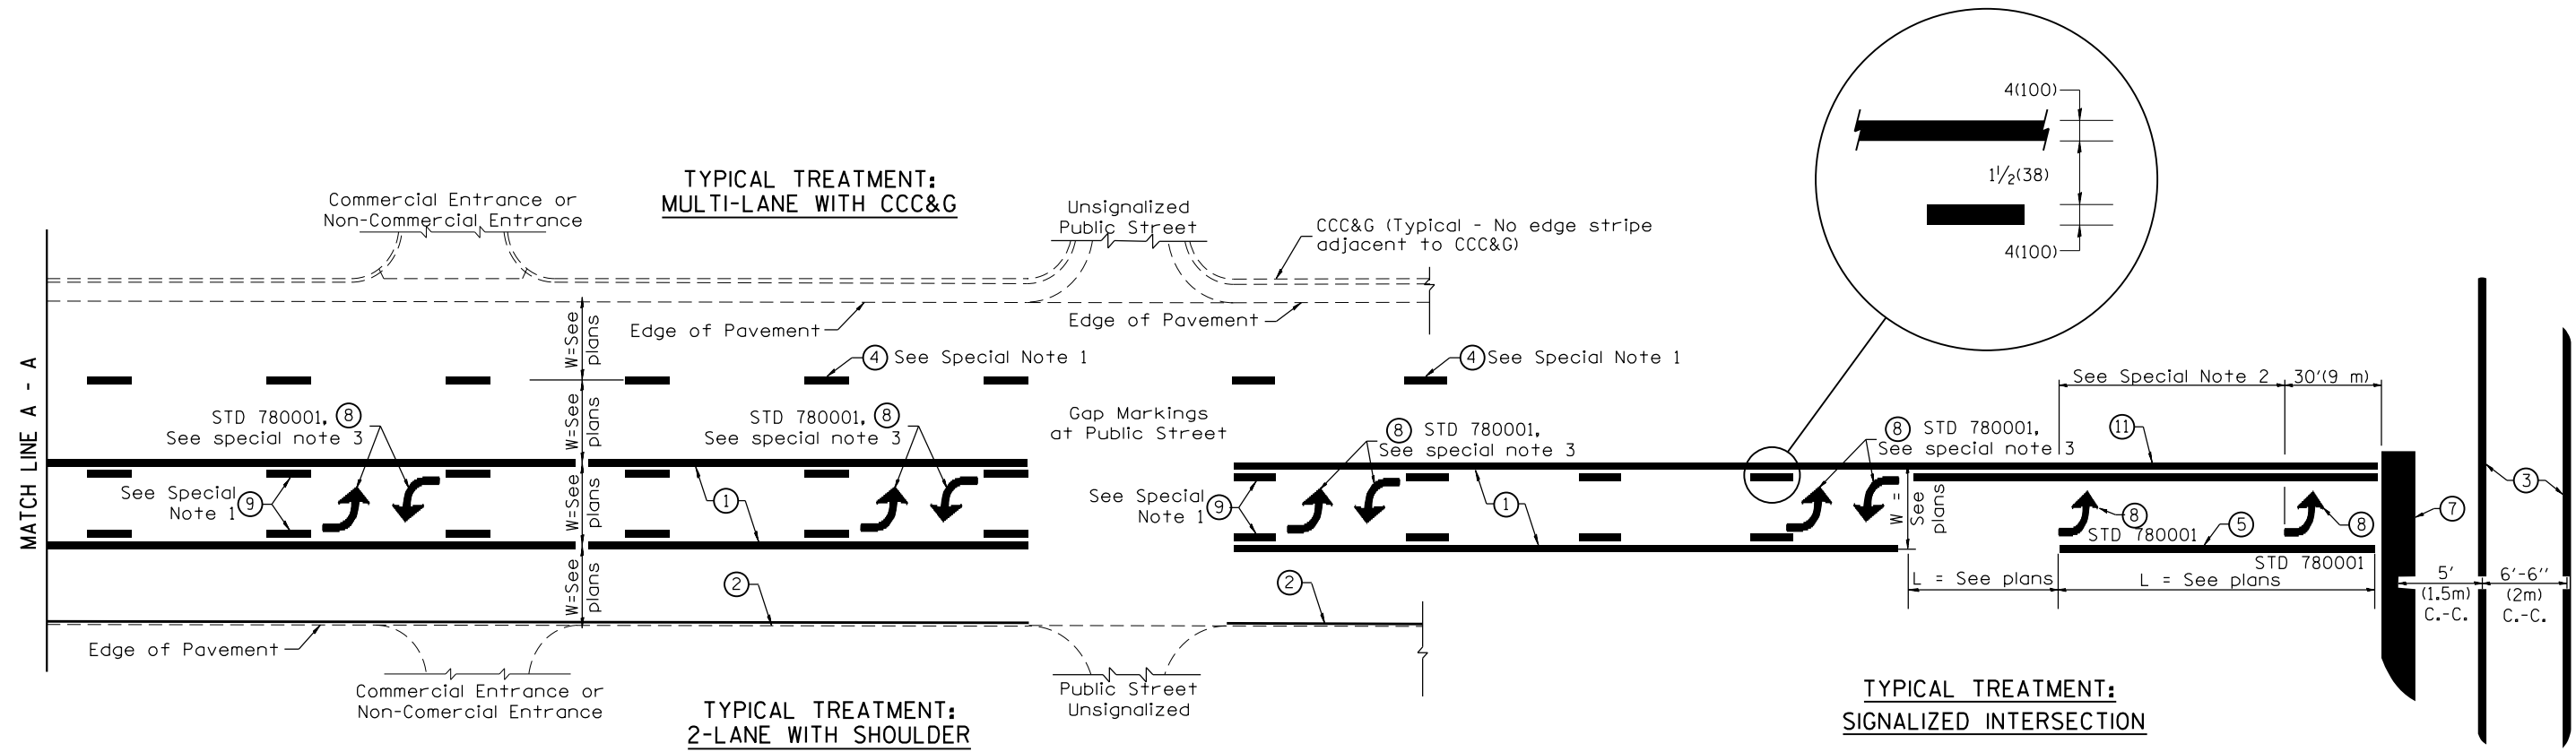 TYPICAL TREATMENT:
MULTI-LANE WITH CCC&G
Commercial Entrance or
Non-Commercial Entrance
Unsignalized
Public Street
CCC&G (Typical - No edge stripe
adjacent to CCC&G)
4(100)
1½(38)
4(100)
MATCH LINE A - A
W=See
plans
Edge of Pavement
Edge of Pavement
4 See Special Note 1
4 See Special Note 1
See Special Note 2
30'(9 m)
STD 780001, 8
See special note 3
W=See
plans
STD 780001, 8
See special note 3
Gap Markings
at Public Street
8 STD 780001,
See special note 3
8 STD 780001,
See special note 3
11
See Special
Note 1
9
W=See
plans
1
See Special
Note 1
9
1
W =
See
plans
8
STD 780001
5
8
STD 780001
7
3
W=See
plans
2
2
L = See plans
L = See plans
5'
(1.5m)
C.-C.
6'-6''
(2m)
C.-C.
Edge of Pavement
Commercial Entrance or
Non-Comercial Entrance
Public Street
Unsignalized
TYPICAL TREATMENT:
2-LANE WITH SHOULDER
TYPICAL TREATMENT:
SIGNALIZED INTERSECTION